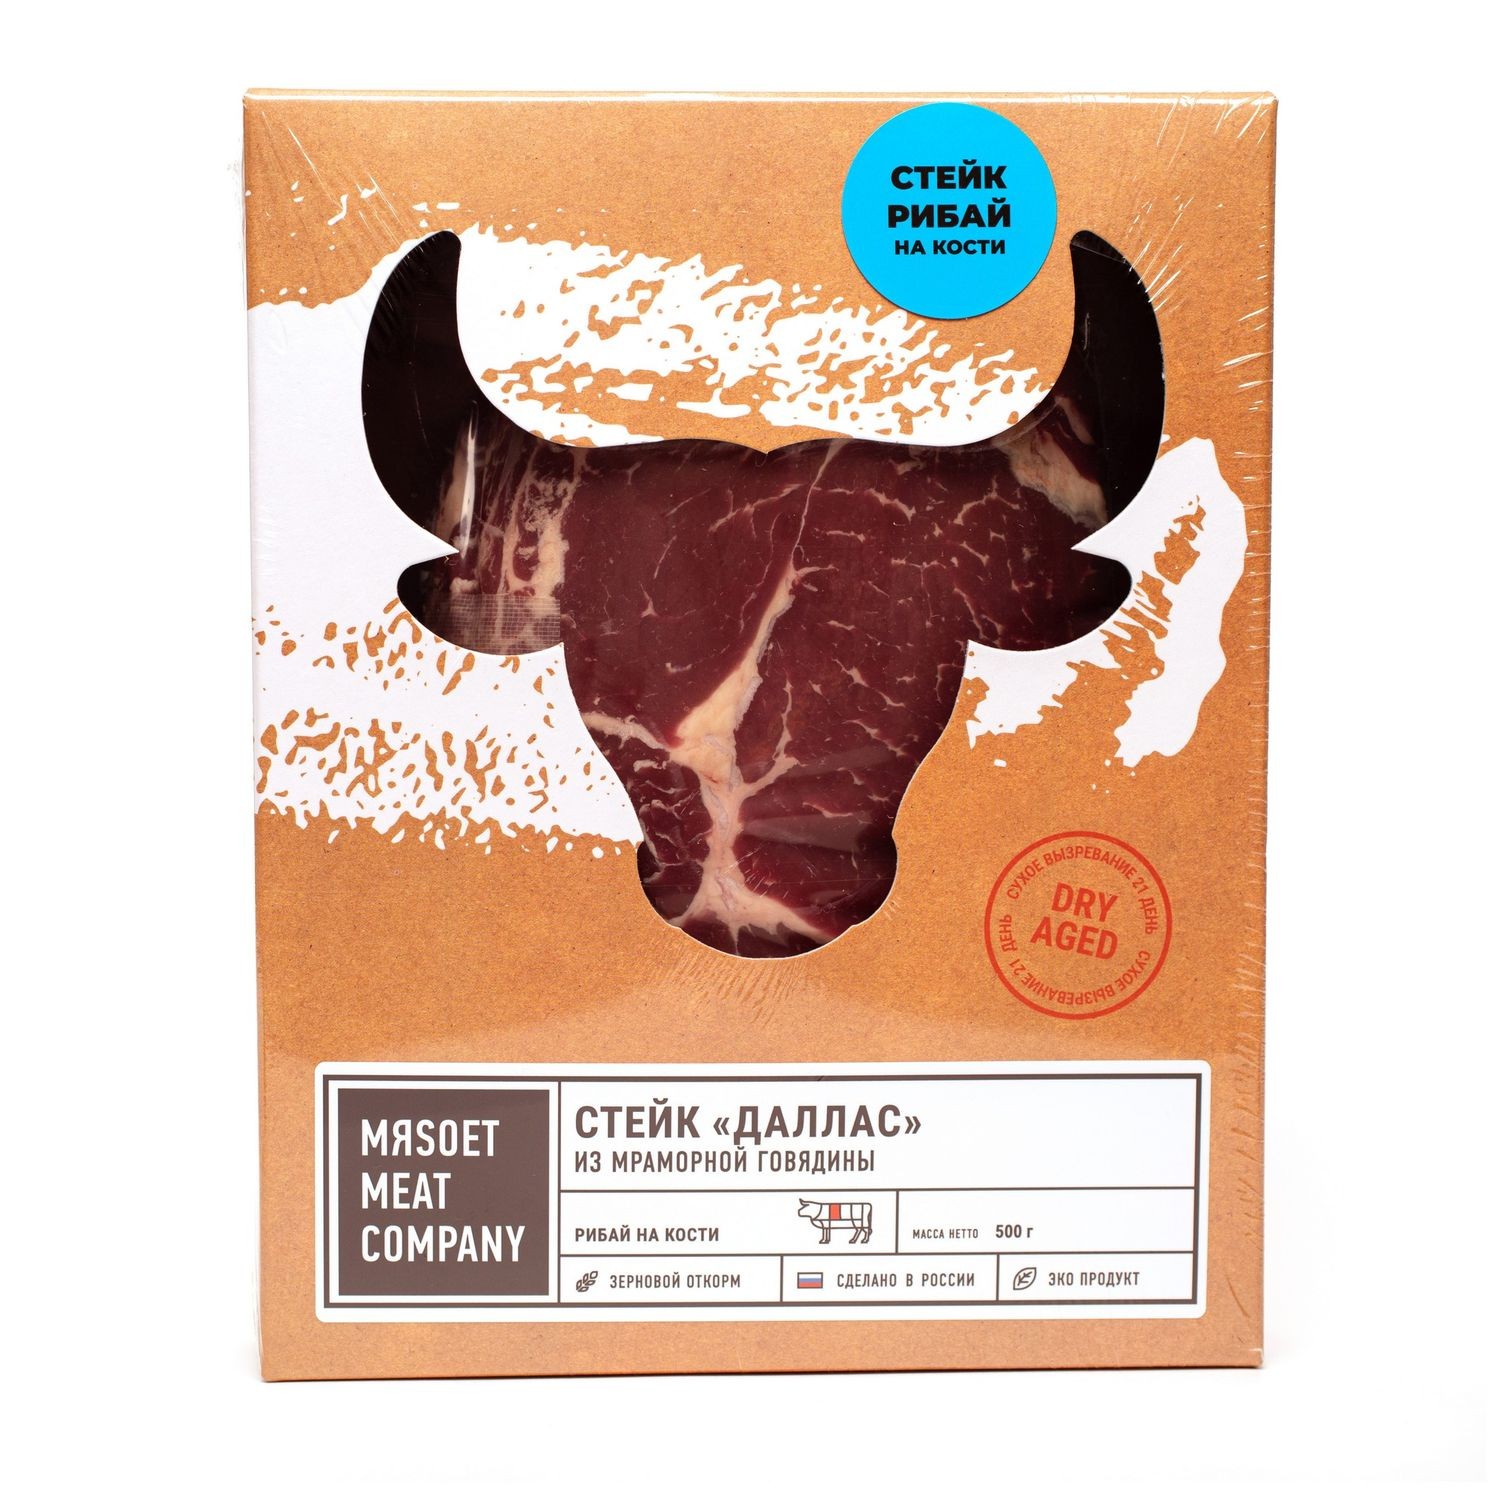 СТЕЙК
РИБАЙ
НА КОСТИ
СУХОЕ ВЫЗРЕВАНИЕ 21 ДЕНЬ
DRY
AGED
СУХОЕ ВЫЗРЕВАНИЕ 21 ДЕНЬ
МЯSOET
MEAT
COMPANY
СТЕЙК «ДАЛЛАС»
ИЗ МРАМОРНОЙ ГОВЯДИНЫ
РИБАЙ НА КОСТИ
МАССА НЕТТО 500 г
ЗЕРНОВОЙ ОТКОРМ
СДЕЛАНО В РОССИИ
ЭКО ПРОДУКТ